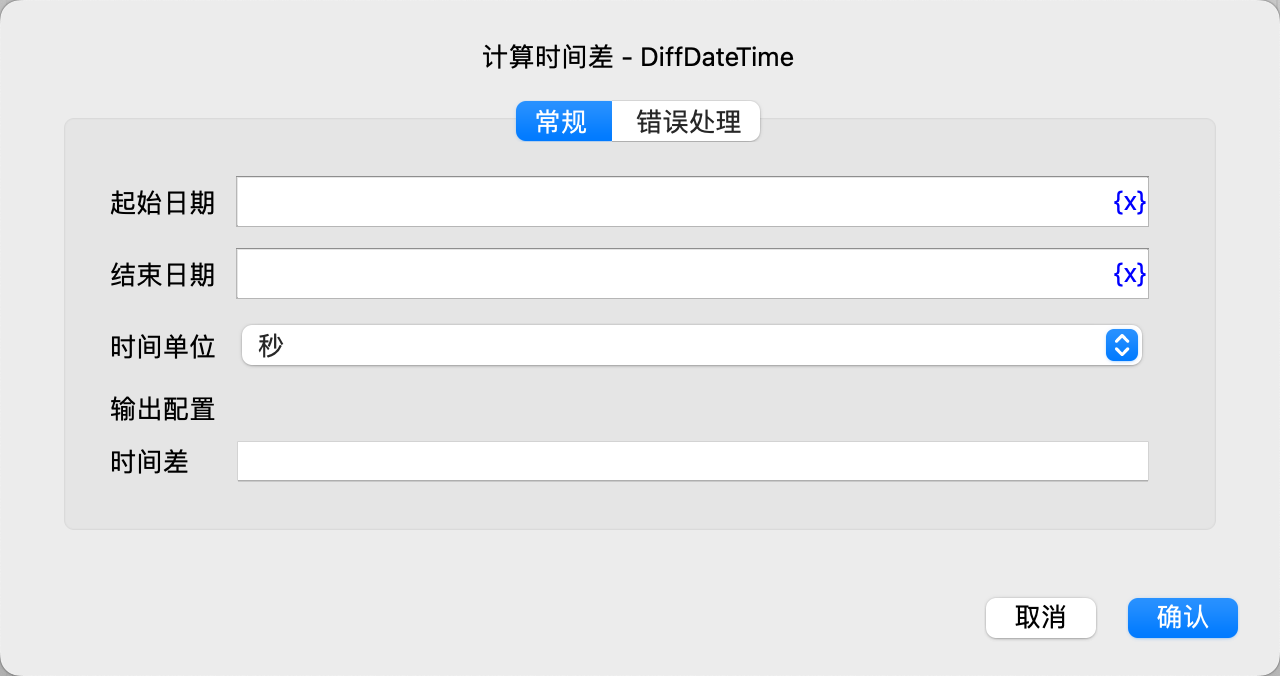 计算时间差 - DiffDateTime
常规 错误处理
起始日期 {x}
结束日期 {x}
时间单位 秒
输出配置
时间差
取消 确认